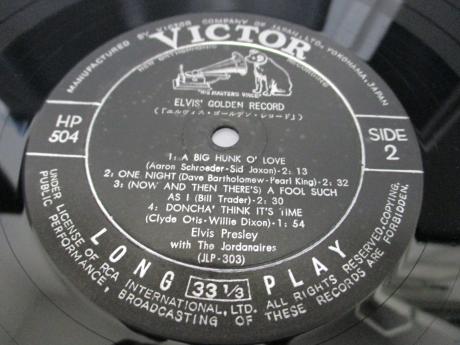 MANUFACTURED BY VICTOR COMPANY OF JAPAN, LTD. YOKOHAMA, JAPAN
VICTOR
"HIS MASTER'S VOICE"
ELVIS' GOLDEN RECORD
(「エルヴィス・ゴールデン・レコード」)
HP
504
SIDE
2
1: A BIG HUNK O' LOVE
(Aaron Schroeder-Sid Jaxon)-2: 13
2: ONE NIGHT (Dave Bartholomew-Pearl King)-2: 32
3: (NOW AND THEN THERE'S) A FOOL SUCH
AS I (Bill Trader)-2: 30
4: DONCHA' THINK IT'S TIME
(Clyde Otis-Willie Dixon)-1: 54
Elvis Presley
with The Jordanaires
(JLP-303)
LONG 33 1/3 PLAY
UNDER LICENSE OF RCA INTERNATIONAL, LTD. ALL RIGHTS RESERVED. COPYING,
PUBLIC PERFORMANCE, BROADCASTING OF THESE RECORDS ARE FORBIDDEN.